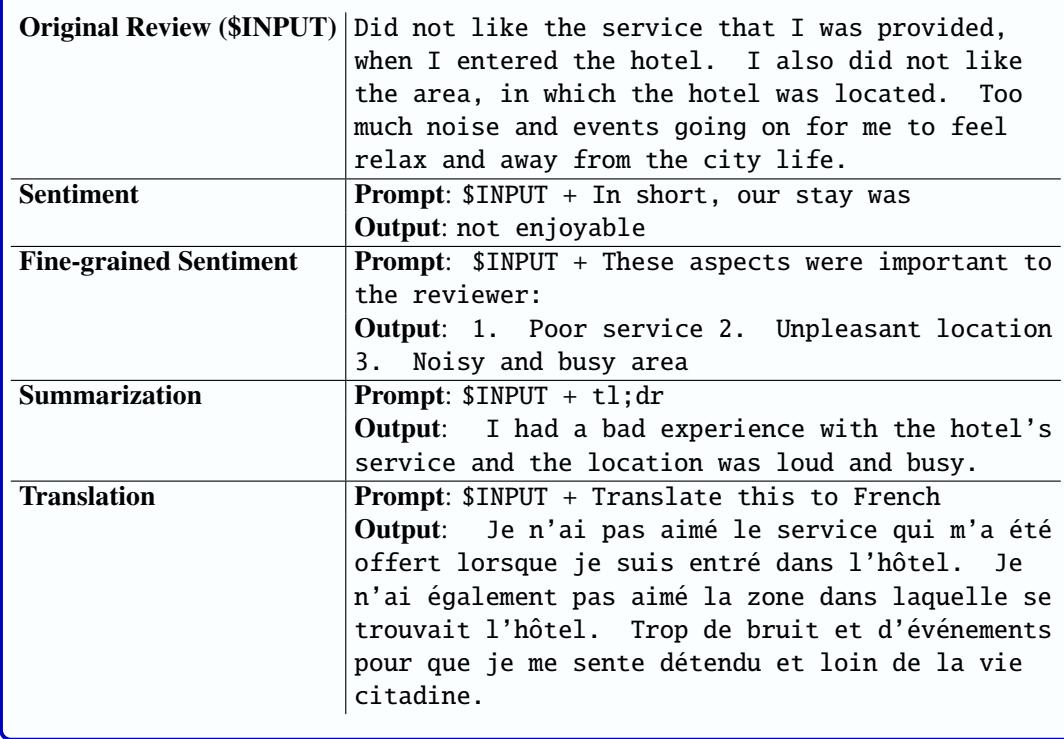 Original Review ($INPUT) Did not like the service that I was provided,
when I entered the hotel. I also did not like
the area, in which the hotel was located. Too
much noise and events going on for me to feel
relax and away from the city life.
Sentiment Prompt: $INPUT + In short, our stay was
Output: not enjoyable
Fine-grained Sentiment Prompt: $INPUT + These aspects were important to
the reviewer:
Output: 1. Poor service 2. Unpleasant location
3. Noisy and busy area
Summarization Prompt: $INPUT + tl;dr
Output: I had a bad experience with the hotel's
service and the location was loud and busy.
Translation Prompt: $INPUT + Translate this to French
Output: Je n'ai pas aimé le service qui m'a été
offert lorsque je suis entré dans l'hôtel. Je
n'ai également pas aimé la zone dans laquelle se
trouvait l'hôtel. Trop de bruit et d'événements
pour que je me sente détendu et loin de la vie
citadine.